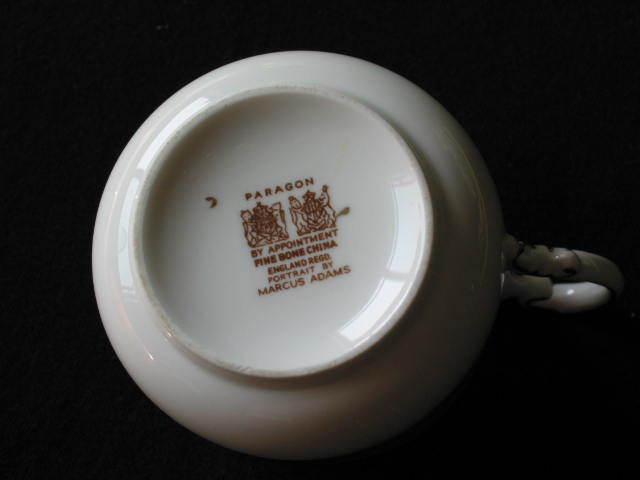 PARAGON
BY APPOINTMENT
FINE BONE CHINA
ENGLAND REGD.
PORTRAIT BY
MARCUS ADAMS